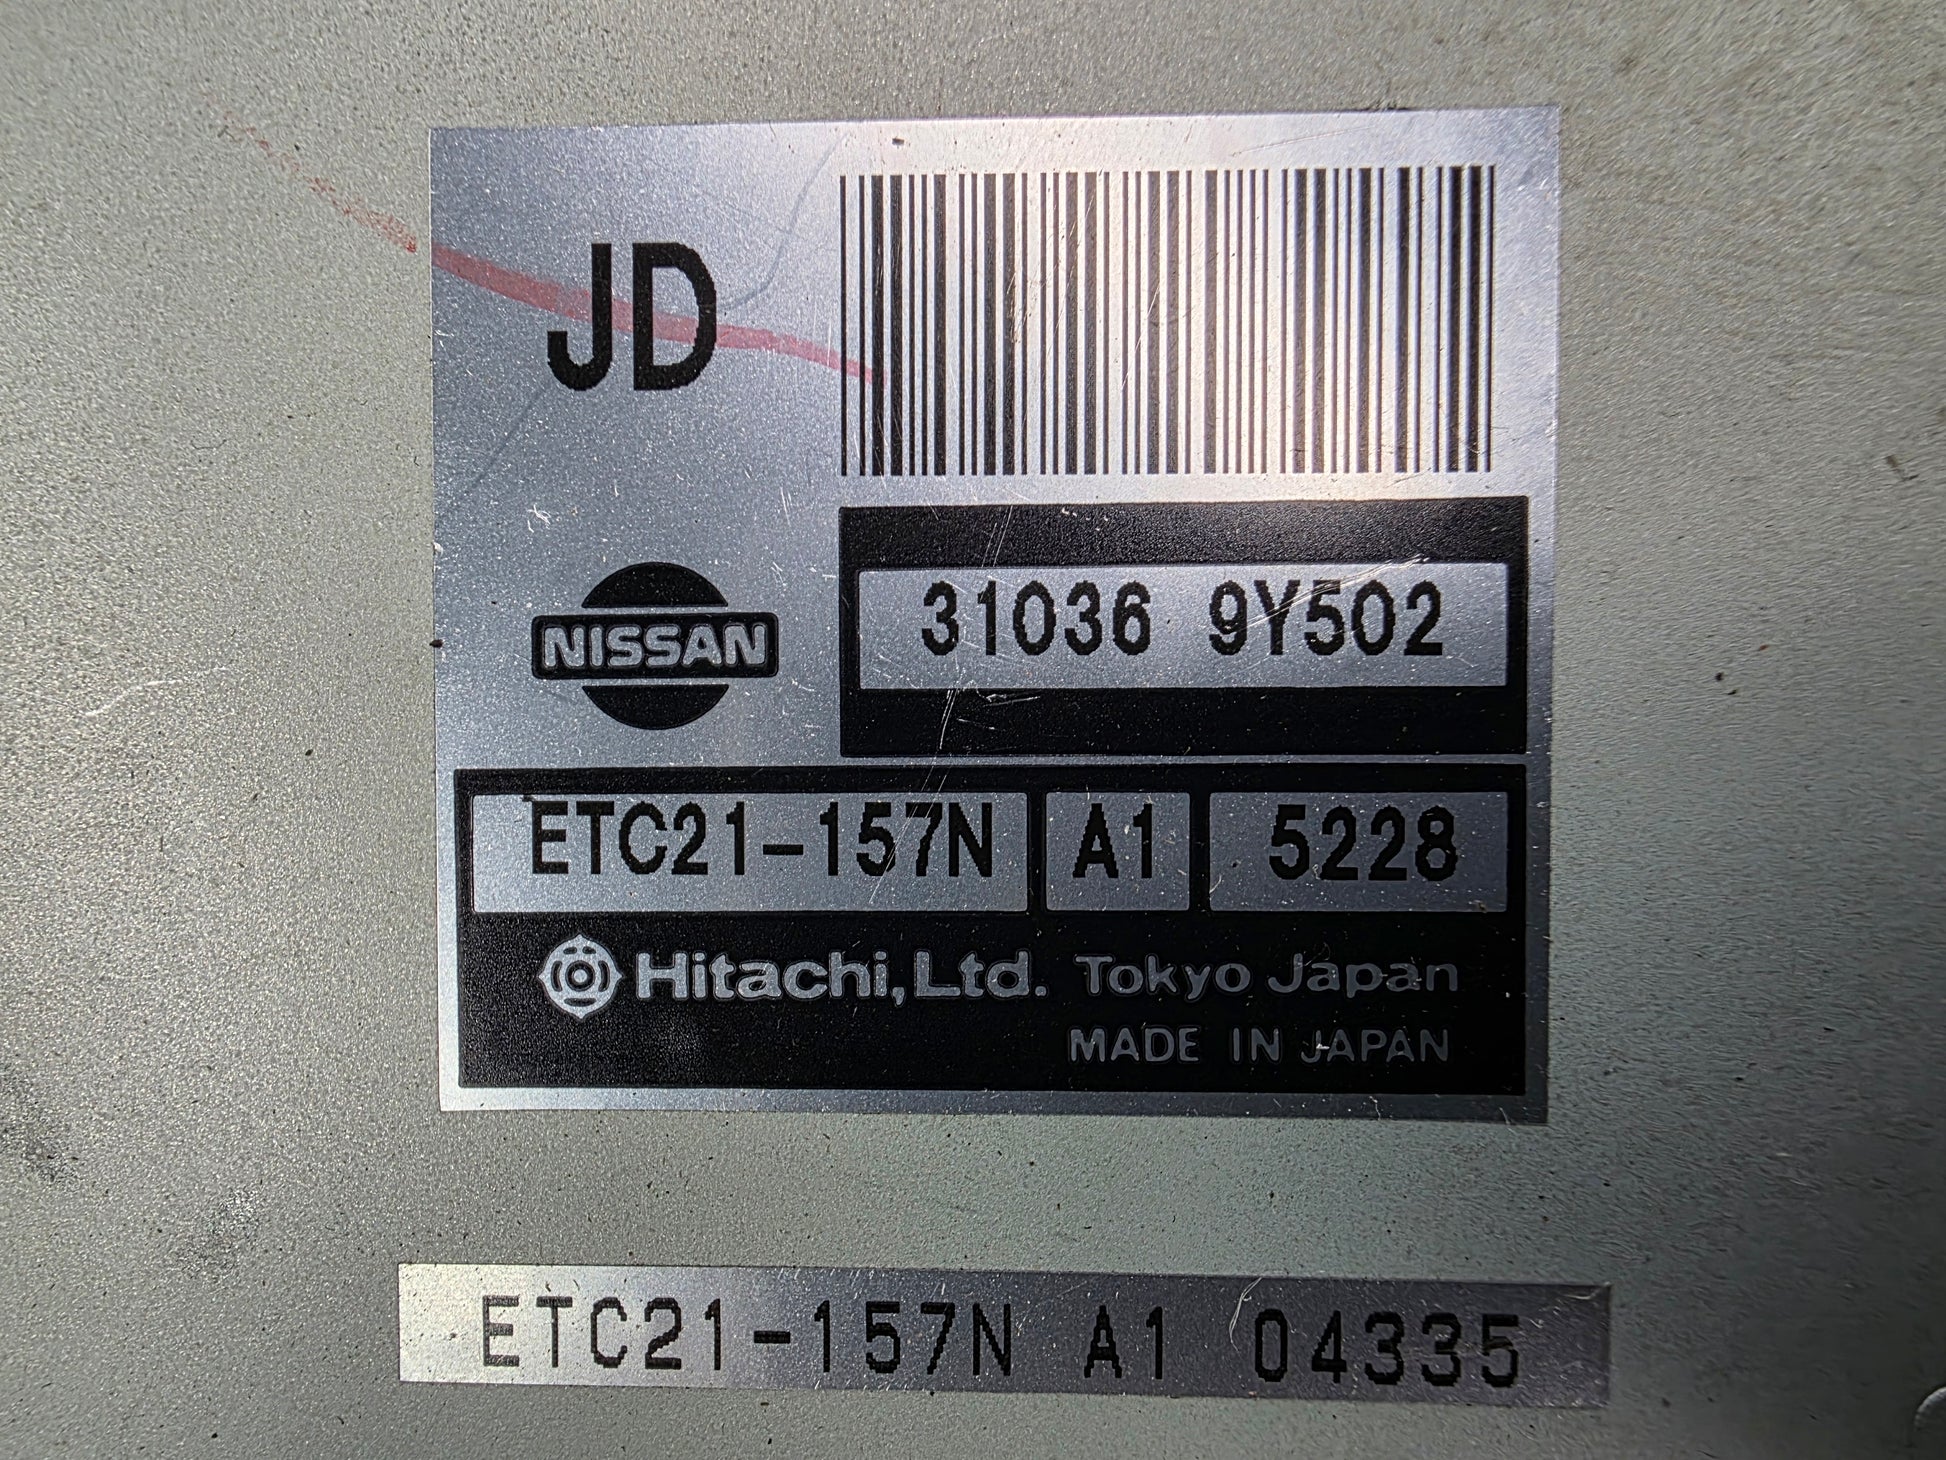 JD
31036 9Y502
NISSAN
ETC21-157N A1 5228
Hitachi, Ltd. Tokyo Japan
MADE IN JAPAN
ETC21-157N A1 04335